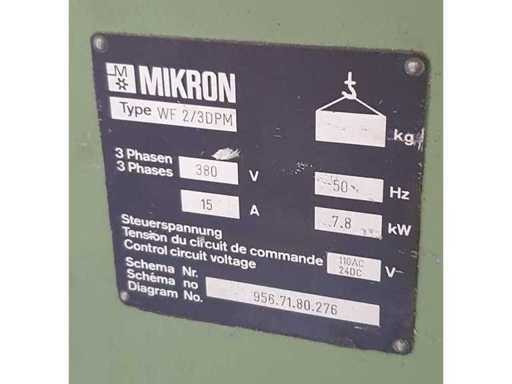 M
MIKRON
Type WF 2/3DPM
kg
3 Phasen
3 Phases
380 V
50 Hz
15 A
7.8 kW
Steuerspannung
Tension du circuit de commande
Control circuit voltage
110AC
24DC
V
Schema Nr.
Schéma no
Diagram No.
956.71.80.276